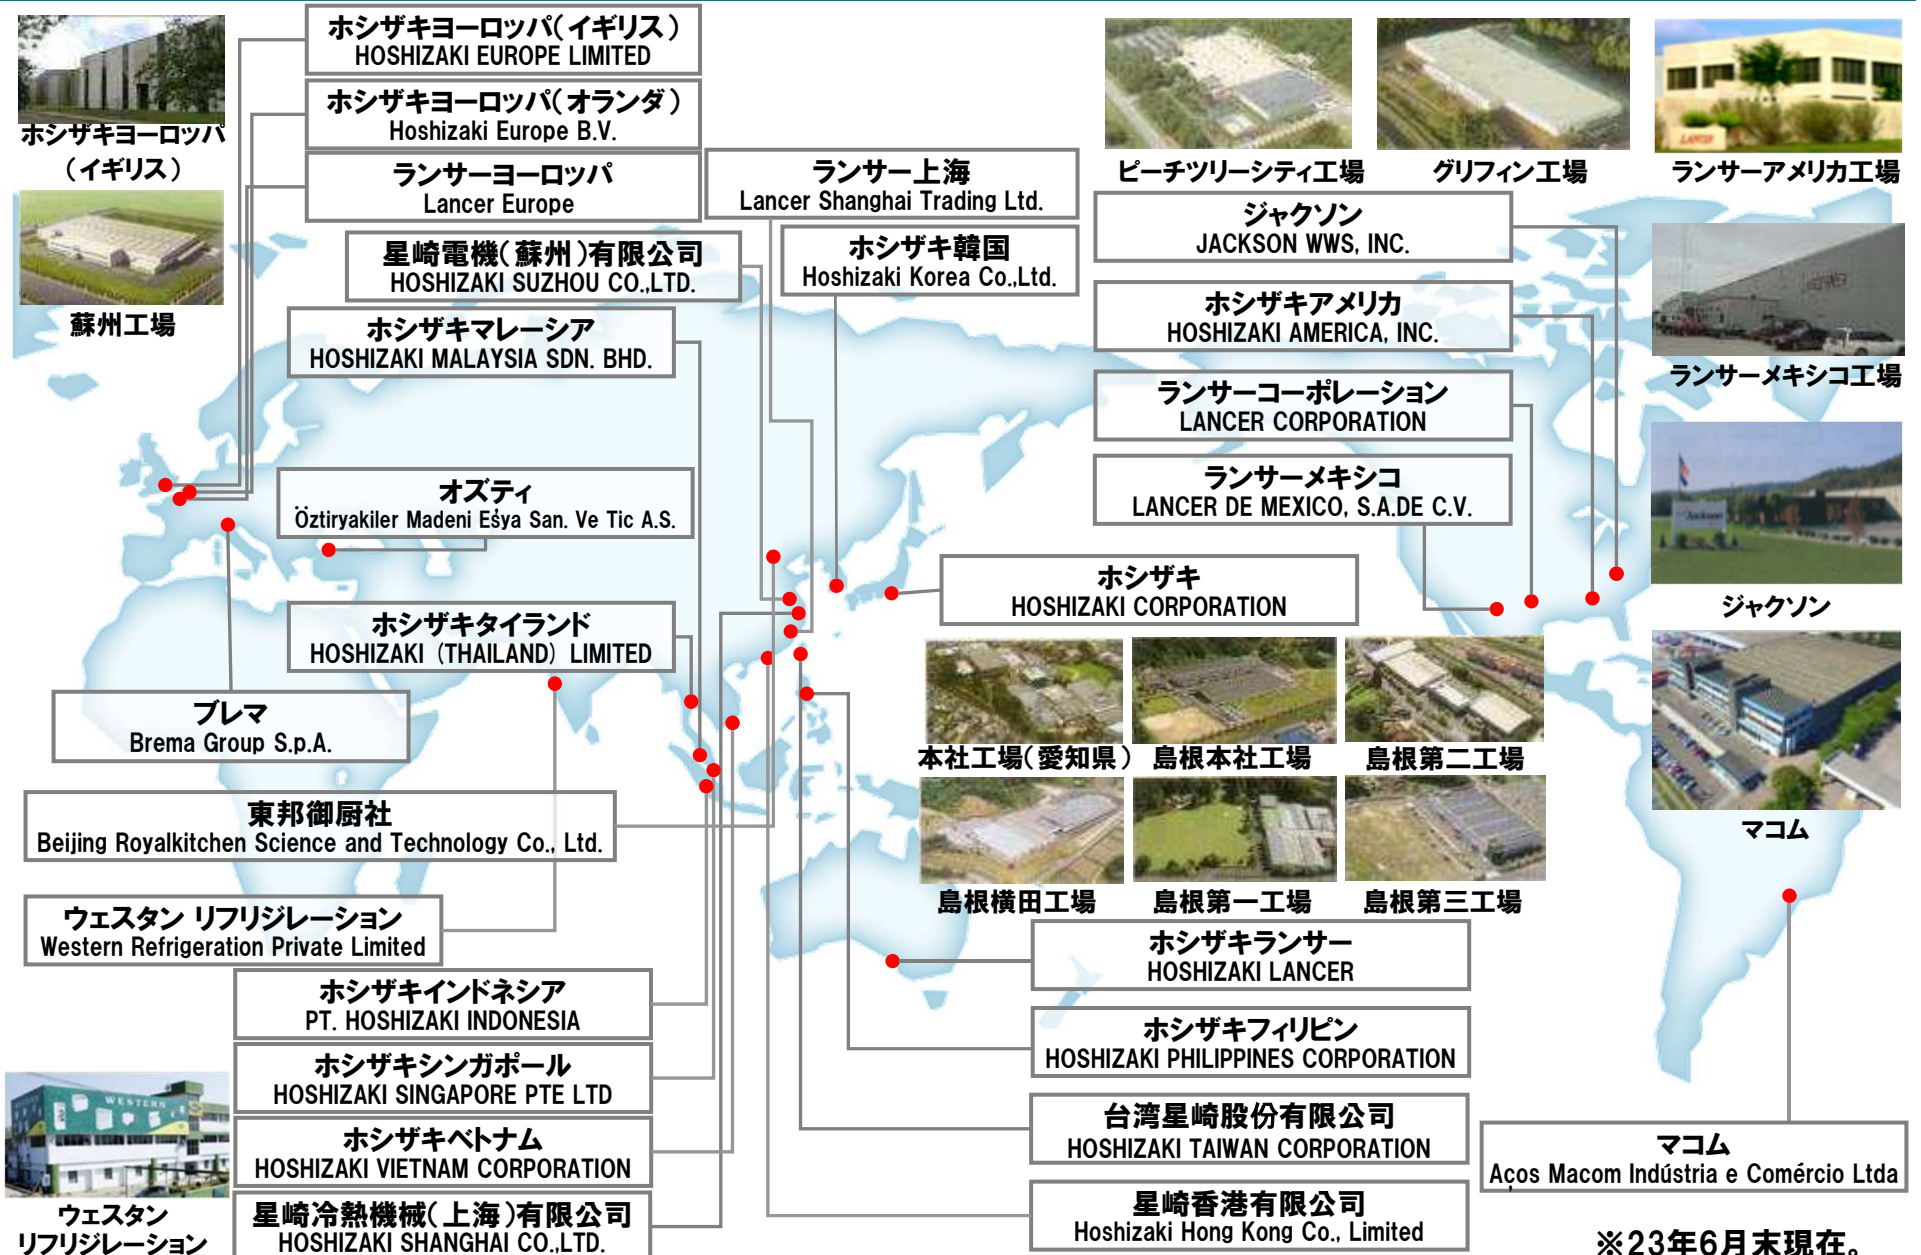 ホシザキヨーロッパ(イギリス)
HOSHIZAKI EUROPE LIMITED
ホシザキヨーロッパ(オランダ)
Hoshizaki Europe B.V.
ランサーヨーロッパ
Lancer Europe
ホシザキヨーロッパ
(イギリス)
蘇州工場
ランサー上海
Lancer Shanghai Trading Ltd.
星崎電機(蘇州)有限公司
HOSHIZAKI SUZHOU CO.,LTD.
ホシザキ韓国
Hoshizaki Korea Co.,Ltd.
ホシザキマレーシア
HOSHIZAKI MALAYSIA SDN. BHD.
ピーチツリーシティ工場
グリフィン工場
LANCER
ランサーアメリカ工場
ジャクソン
JACKSON WWS, INC.
ホシザキアメリカ
HOSHIZAKI AMERICA, INC.
ランサーコーポレーション
LANCER CORPORATION
ランサーメキシコ
LANCER DE MEXICO, S.A.DE C.V.
ランサーメキシコ工場
Jackson
ジャクソン
オズティ
Öztiryakiler Madeni Eşya San. Ve Tic A.S.
ホシザキ
HOSHIZAKI CORPORATION
ホシザキタイランド
HOSHIZAKI (THAILAND) LIMITED
ブレマ
Brema Group S.p.A.
本社工場(愛知県)
島根本社工場
島根第二工場
島根横田工場
島根第一工場
島根第三工場
マコム
東邦御厨社
Beijing Royalkitchen Science and Technology Co., Ltd.
ウェスタン リフリジレーション
Western Refrigeration Private Limited
ホシザキランサー
HOSHIZAKI LANCER
ホシザキインドネシア
PT. HOSHIZAKI INDONESIA
ホシザキフィリピン
HOSHIZAKI PHILIPPINES CORPORATION
ホシザキシンガポール
HOSHIZAKI SINGAPORE PTE LTD
台湾星崎股份有限公司
HOSHIZAKI TAIWAN CORPORATION
ホシザキベトナム
HOSHIZAKI VIETNAM CORPORATION
マコム
Aços Macom Indústria e Comércio Ltda
星崎冷熱機械(上海)有限公司
HOSHIZAKI SHANGHAI CO.,LTD.
星崎香港有限公司
Hoshizaki Hong Kong Co., Limited
WESTERN
ウェスタン
リフリジレーション
※23年6月末現在。